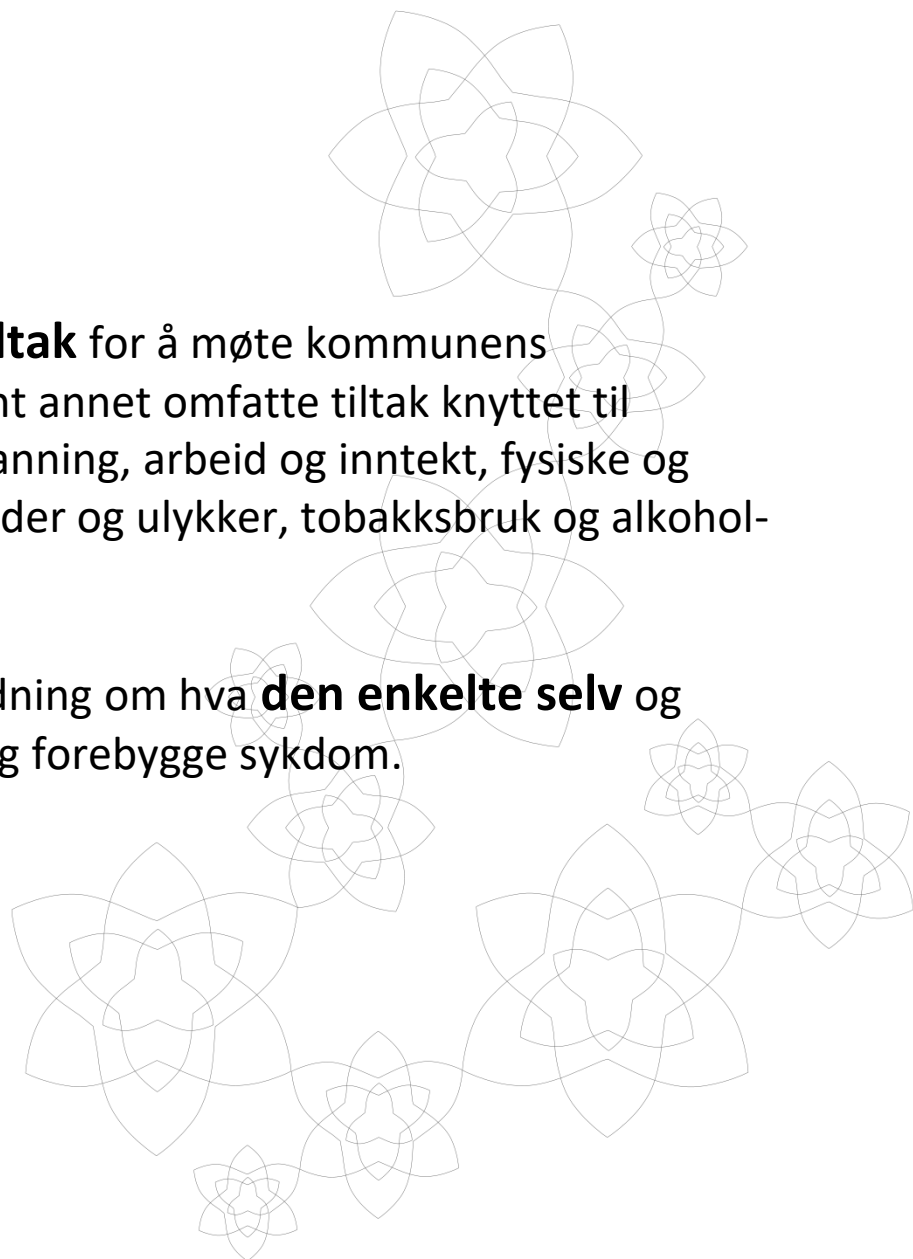 ltak for å møte kommunens
nt annet omfatte tiltak knyttet til
anning, arbeid og inntekt, fysiske og
der og ulykker, tobakksbruk og alkohol-
dning om hva den enkelte selv og
g forebygge sykdom.